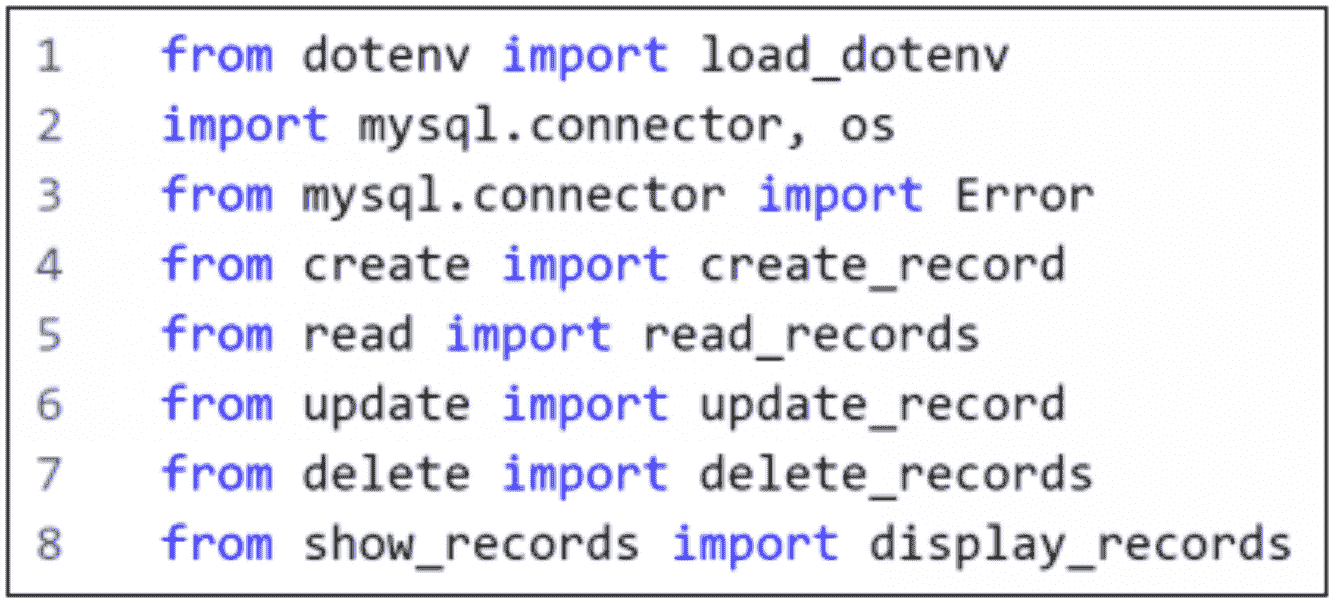 1 from dotenv import load_dotenv
2 import mysql.connector, os
3 from mysql.connector import Error
4 from create import create_record
5 from read import read_records
6 from update import update_record
7 from delete import delete_records
8 from show_records import display_records